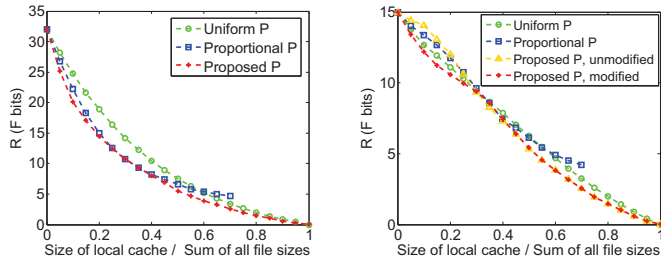 35
30
25
20
15
10
5
0
R (F bits)
Uniform P
Proportional P
Proposed P
0 0.2 0.4 0.6 0.8 1
Size of local cache / Sum of all file sizes
15
10
5
0
R (F bits)
Uniform P
Proportional P
Proposed P, unmodified
Proposed P, modified
0 0.2 0.4 0.6 0.8 1
Size of local cache / Sum of all file sizes